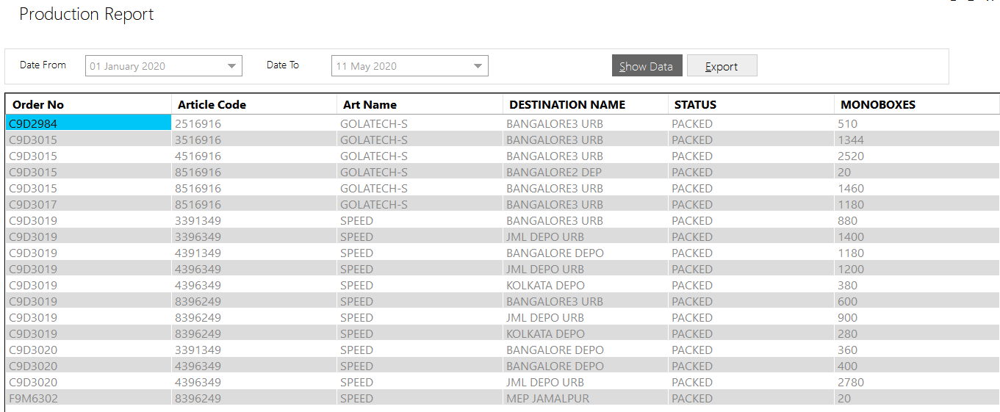 Production Report
Date From 01 January 2020 Date To 11 May 2020 Show Data Export
Order No Article Code Art Name DESTINATION NAME STATUS MONOBOXES
C9D2984 2516916 GOLATECH-S BANGALORE3 URB PACKED 510
C9D3015 3516916 GOLATECH-S BANGALORE3 URB PACKED 1344
C9D3015 4516916 GOLATECH-S BANGALORE3 URB PACKED 2520
C9D3015 8516916 GOLATECH-S BANGALORE2 DEP PACKED 20
C9D3015 8516916 GOLATECH-S BANGALORE3 URB PACKED 1460
C9D3017 8516916 GOLATECH-S BANGALORE3 URB PACKED 1180
C9D3019 3391349 SPEED BANGALORE3 URB PACKED 880
C9D3019 3396349 SPEED JML DEPO URB PACKED 1400
C9D3019 4391349 SPEED BANGALORE DEPO PACKED 1180
C9D3019 4396349 SPEED JML DEPO URB PACKED 1200
C9D3019 4396349 SPEED KOLKATA DEPO PACKED 380
C9D3019 8396249 SPEED BANGALORE3 URB PACKED 600
C9D3019 8396249 SPEED JML DEPO URB PACKED 900
C9D3019 8396249 SPEED KOLKATA DEPO PACKED 280
C9D3020 3391349 SPEED BANGALORE DEPO PACKED 360
C9D3020 4396349 SPEED BANGALORE DEPO PACKED 400
C9D3020 4396349 SPEED JML DEPO URB PACKED 2780
F9M6302 8396249 SPEED MEP JAMALPUR PACKED 20